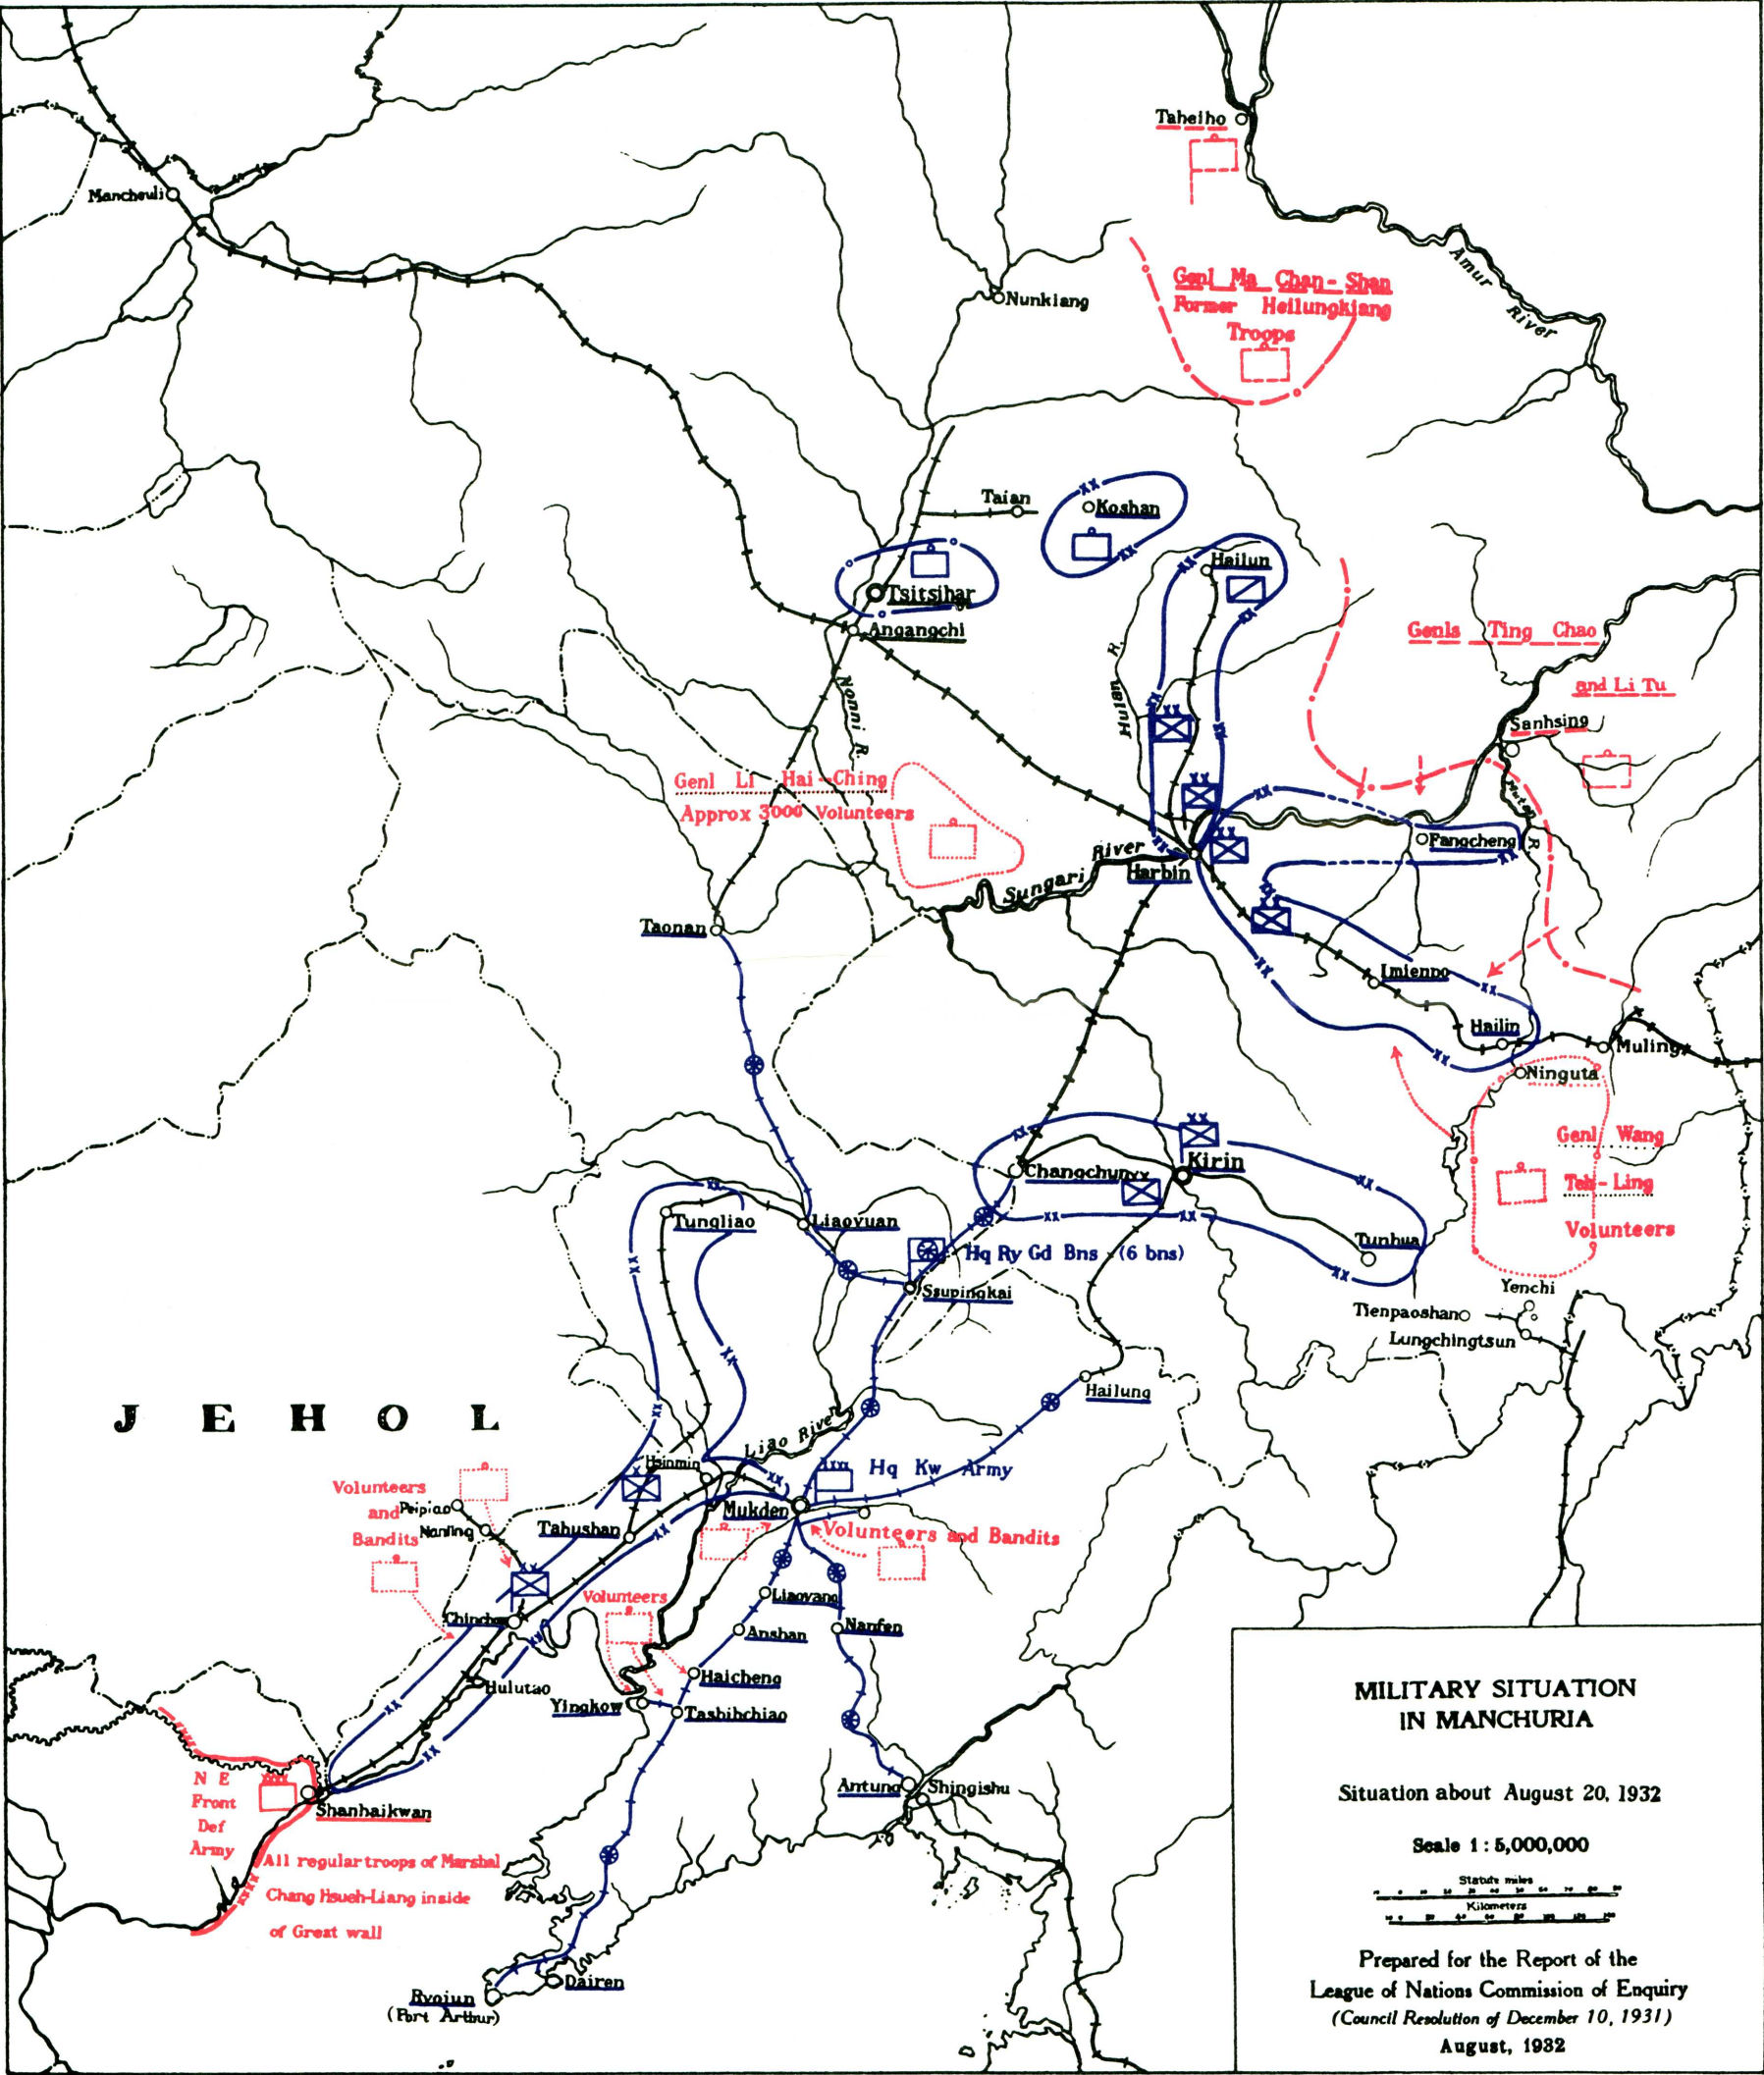 Taheiho
Mancheuli
Amur
River
Genl Ma Chan-Shan
Former Heilungkiang
Troops
Nunkiang
Taian
Koshan
Hailun
Tsitsihar
Angangchi
Genls Ting Chao
and Li Tu
Hulan R.
Nonni R
Sanhsing
Genl LI Hai-Ching
Approx 3000 Volunteers
Fangcheng
R
River
Sungari
Harbin
Taonan
Imienpo
Hailin
Muling
Ninguta
Genl Wang
Teh-Ling
Volunteers
Kirin
Changchun
Tungliao
Liaoyuan
Tunhua
Hq Ry Gd Bns (6 bns)
Ssupingkai
Yenchi
Tienpaoshan
Lungchingtsun
Hailung
JEHOL
Liao River
Hsinmin
Hq Kw Army
Volunteers
and
Bandits
Peipiao
Nanling
Mukden
Tahushan
Volunteers and Bandits
Volunteers
Liaoyang
Chinchow
Anshan
Nanfen
Haicheng
Hulutao
Yingkow
Tashihchiao
N E
Front
Def
Army
Antung
Shingishu
Shanhaikwan
All regular troops of Marshal
Chang Hsueh-Liang inside
of Great wall
Dairen
Ryojun
(Port Arthur)
MILITARY SITUATION
IN MANCHURIA
Situation about August 20, 1932
Scale 1 : 5,000,000
Statute miles
Kilometers
Prepared for the Report of the
League of Nations Commission of Enquiry
(Council Resolution of December 10, 1931)
August, 1932